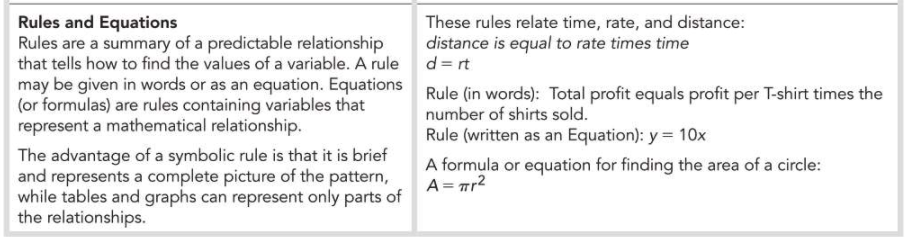 Rules and Equations
Rules are a summary of a predictable relationship
that tells how to find the values of a variable. A rule
may be given in words or as an equation. Equations
(or formulas) are rules containing variables that
represent a mathematical relationship.
The advantage of a symbolic rule is that it is brief
and represents a complete picture of the pattern,
while tables and graphs can represent only parts of
the relationships.
These rules relate time, rate, and distance:
distance is equal to rate times time
d = rt
Rule (in words):  Total profit equals profit per T-shirt times the
number of shirts sold.
Rule (written as an Equation): y = 10x
A formula or equation for finding the area of a circle:
A = πr²